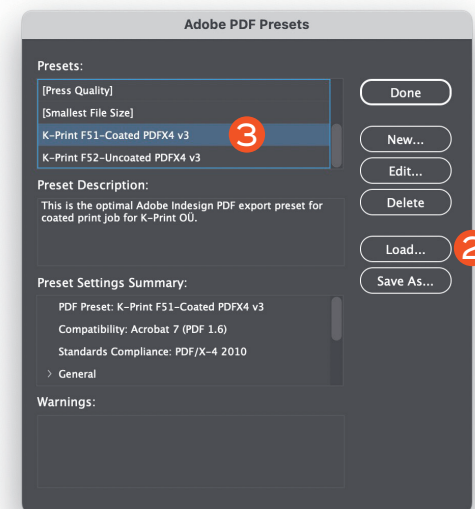 Adobe PDF Presets
Presets:
[Press Quality]
[Smallest File Size]
K-Print F51-Coated PDFX4 v3
3
K-Print F52-Uncoated PDFX4 v3
Done
New...
Edit...
Delete
Load...
2
Save As...
Preset Description:
This is the optimal Adobe Indesign PDF export preset for
coated print job for K-Print OÜ.
Preset Settings Summary:
PDF Preset: K-Print F51-Coated PDFX4 v3
Compatibility: Acrobat 7 (PDF 1.6)
Standards Compliance: PDF/X-4 2010
> General
Warnings: